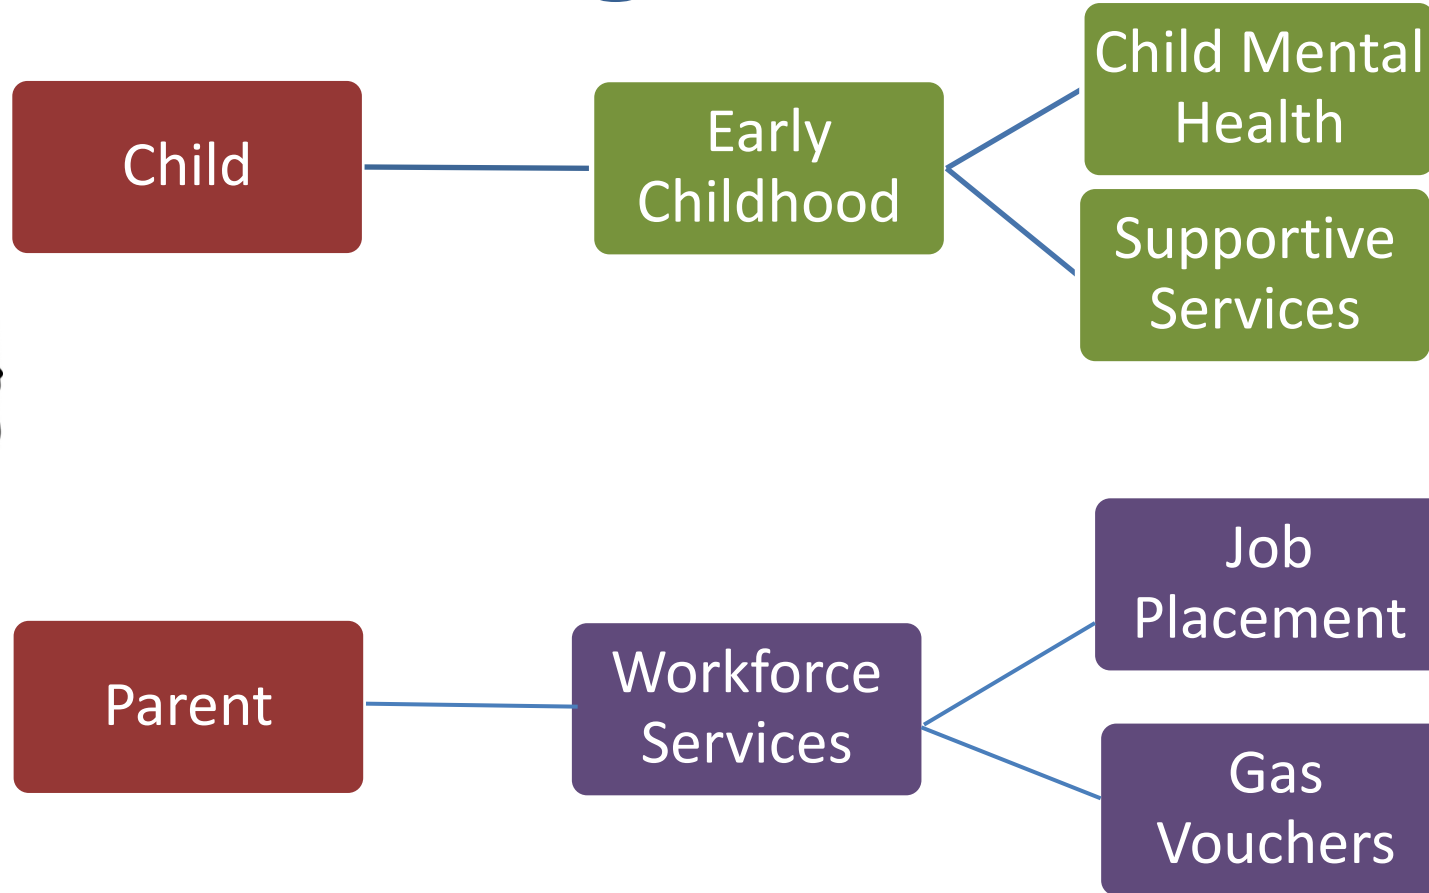 Child
Early
Childhood
Child Mental
Health
Supportive
Services
Parent
Workforce
Services
Job
Placement
Gas
Vouchers